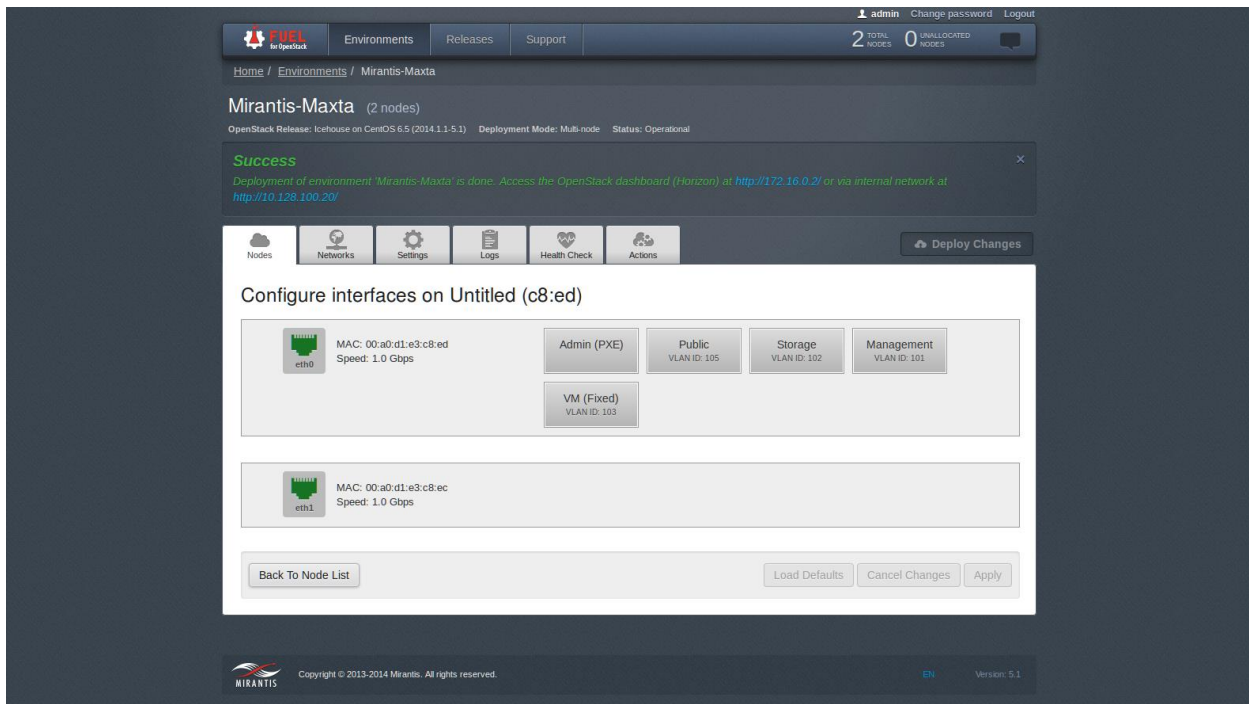 admin Change password Logout
FUEL for OpenStack Environments Releases Support 2 TOTAL NODES 0 UNALLOCATED NODES
Home / Environments / Mirantis-Maxta
Mirantis-Maxta (2 nodes)
OpenStack Release: Icehouse on CentOS 6.5 (2014.1.1-5.1) Deployment Mode: Multi-node Status: Operational
Success ×
Deployment of environment 'Mirantis-Maxta' is done. Access the OpenStack dashboard (Horizon) at http://172.16.0.2/ or via internal network at
http://10.128.100.20/
Nodes Networks Settings Logs Health Check Actions Deploy Changes
Configure interfaces on Untitled (c8:ed)
eth0
MAC: 00:a0:d1:e3:c8:ed
Speed: 1.0 Gbps
Admin (PXE)
Public
VLAN ID: 105
Storage
VLAN ID: 102
Management
VLAN ID: 101
VM (Fixed)
VLAN ID: 103
eth1
MAC: 00:a0:d1:e3:c8:ec
Speed: 1.0 Gbps
Back To Node List Load Defaults Cancel Changes Apply
MIRANTIS Copyright © 2013-2014 Mirantis. All rights reserved. EN Version: 5.1